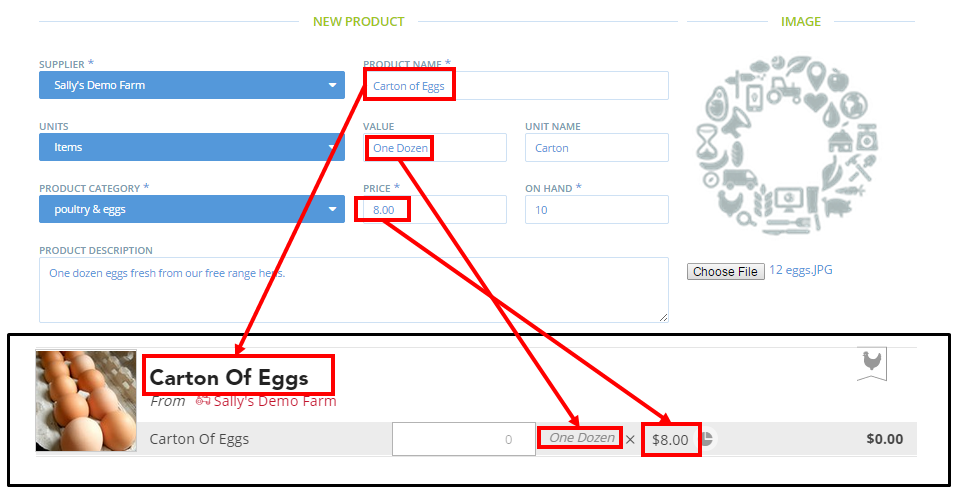 NEW PRODUCT
IMAGE
SUPPLIER *
PRODUCT NAME *
Sally's Demo Farm
Carton of Eggs
UNITS
VALUE
UNIT NAME
Items
One Dozen
Carton
PRODUCT CATEGORY *
PRICE *
ON HAND *
poultry & eggs
8.00
10
PRODUCT DESCRIPTION
One dozen eggs fresh from our free range hens.
Choose File 12 eggs.JPG
Carton Of Eggs
From Sally's Demo Farm
Carton Of Eggs 0 One Dozen × $8.00 $0.00